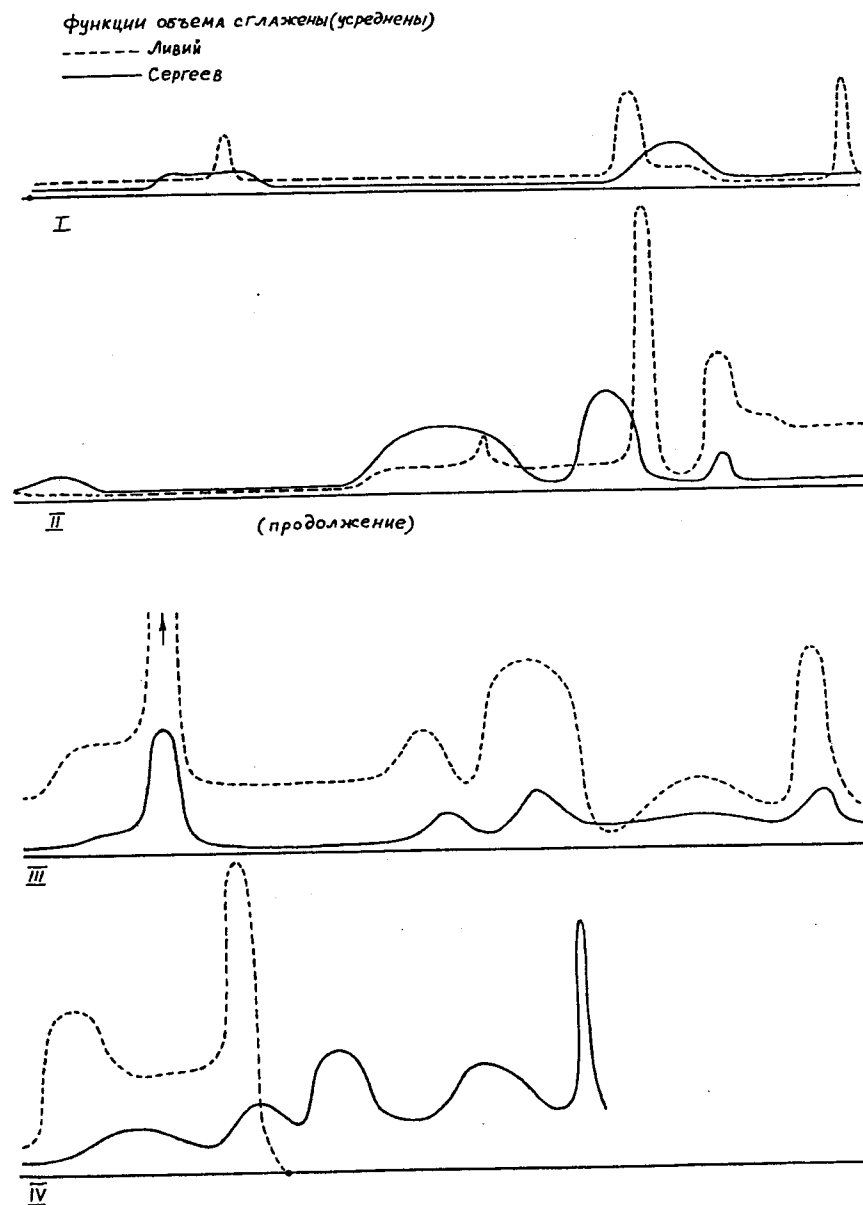 функции объема сглажены (усреднены)
Ливий
Сергеев
I
II
(продолжение)
III
IV